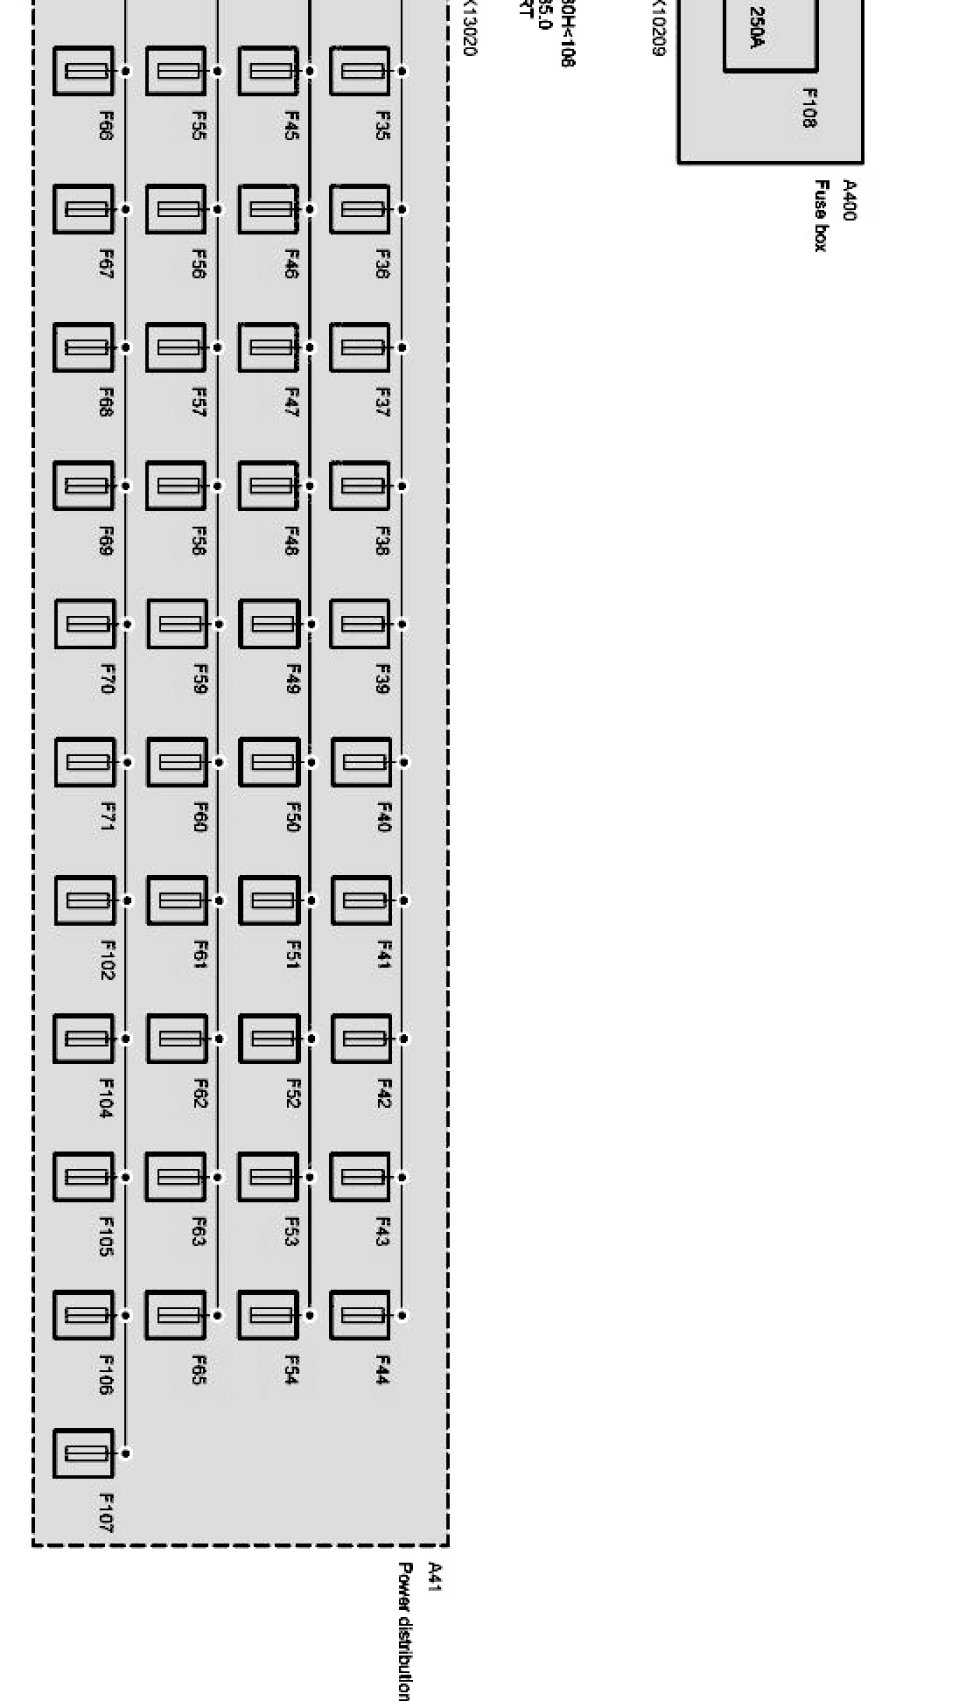 A400
Fuse box
F108
250A
X10209
30H<106
35.0
RT
X13020
A41
Power distribution
F35 F36 F37 F38 F39 F40 F41 F42 F43 F44
F45 F46 F47 F48 F49 F50 F51 F52 F53 F54
F55 F56 F57 F58 F59 F60 F61 F62 F63 F65
F66 F67 F68 F69 F70 F71 F102 F104 F105 F106 F107